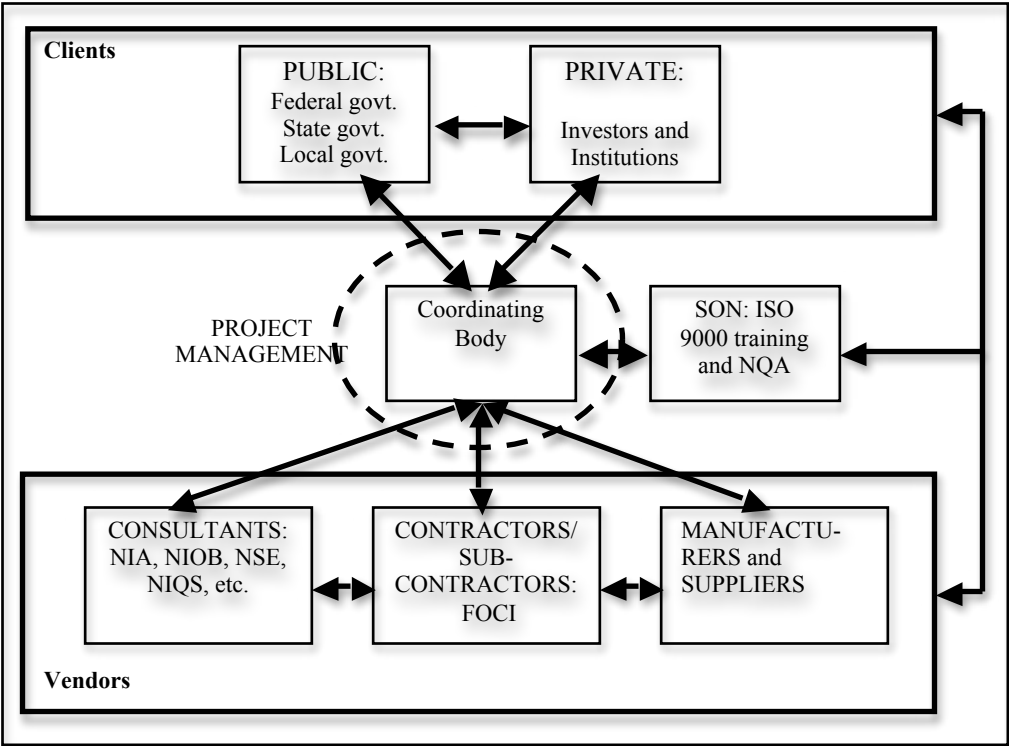 Clients
PUBLIC:
Federal govt.
State govt.
Local govt.
PRIVATE:
Investors and
Institutions
PROJECT
MANAGEMENT
Coordinating
Body
SON: ISO
9000 training
and NQA
CONSULTANTS:
NIA, NIOB, NSE,
NIQS, etc.
CONTRACTORS/
SUB-
CONTRACTORS:
FOCI
MANUFACTU-
RERS and
SUPPLIERS
Vendors